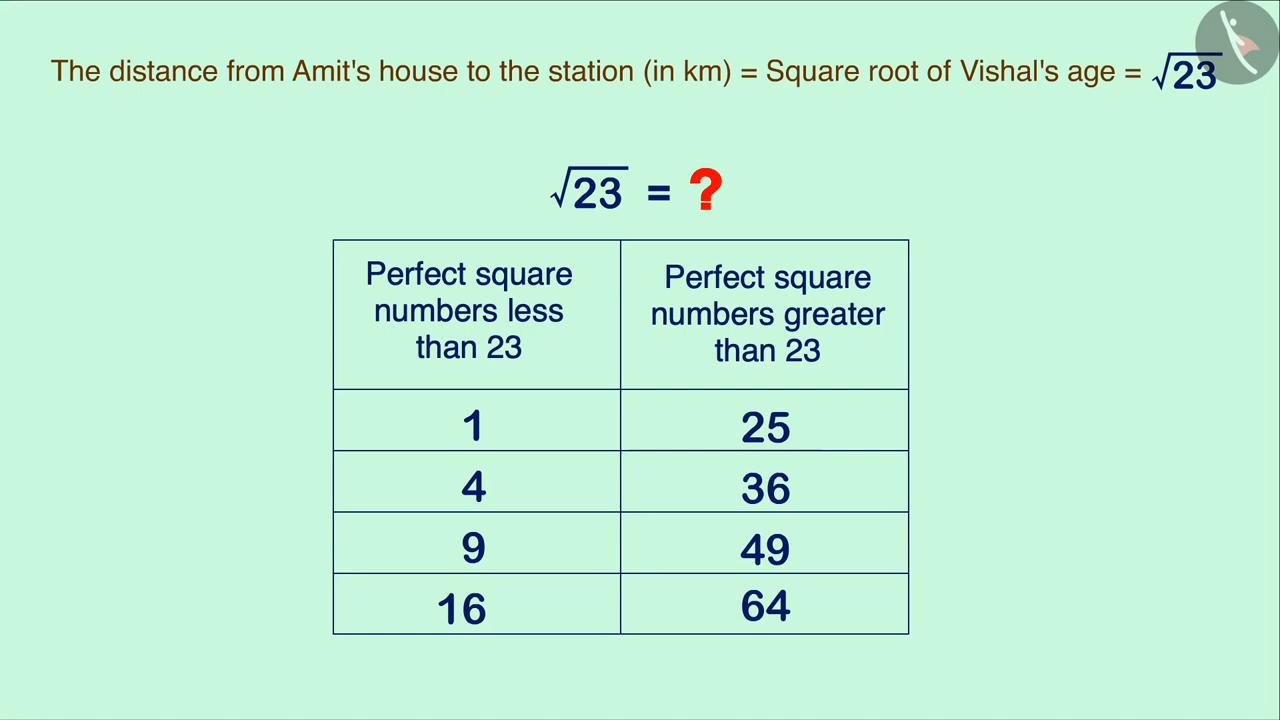 The distance from Amit's house to the station (in km) = Square root of Vishal's age = √23
√23 = ?
Perfect square
numbers less
than 23
Perfect square
numbers greater
than 23
1
25
4
36
9
49
16
64